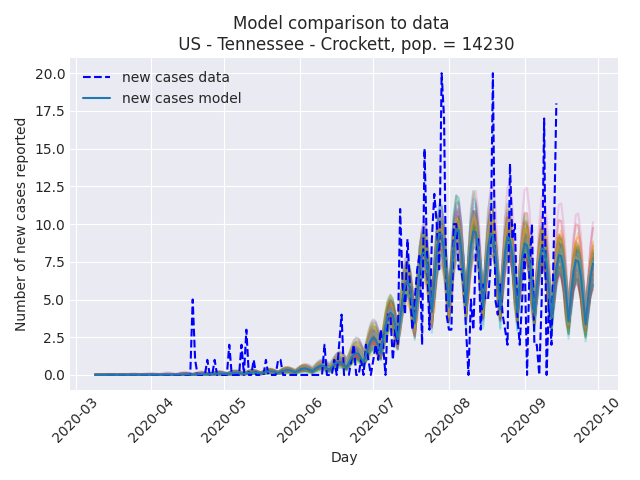 Model comparison to data
US - Tennessee - Crockett, pop. = 14230
new cases data
new cases model
20.0
17.5
15.0
12.5
10.0
7.5
5.0
2.5
0.0
Number of new cases reported
2020-03
2020-04
2020-05
2020-06
2020-07
2020-08
2020-09
2020-10
Day